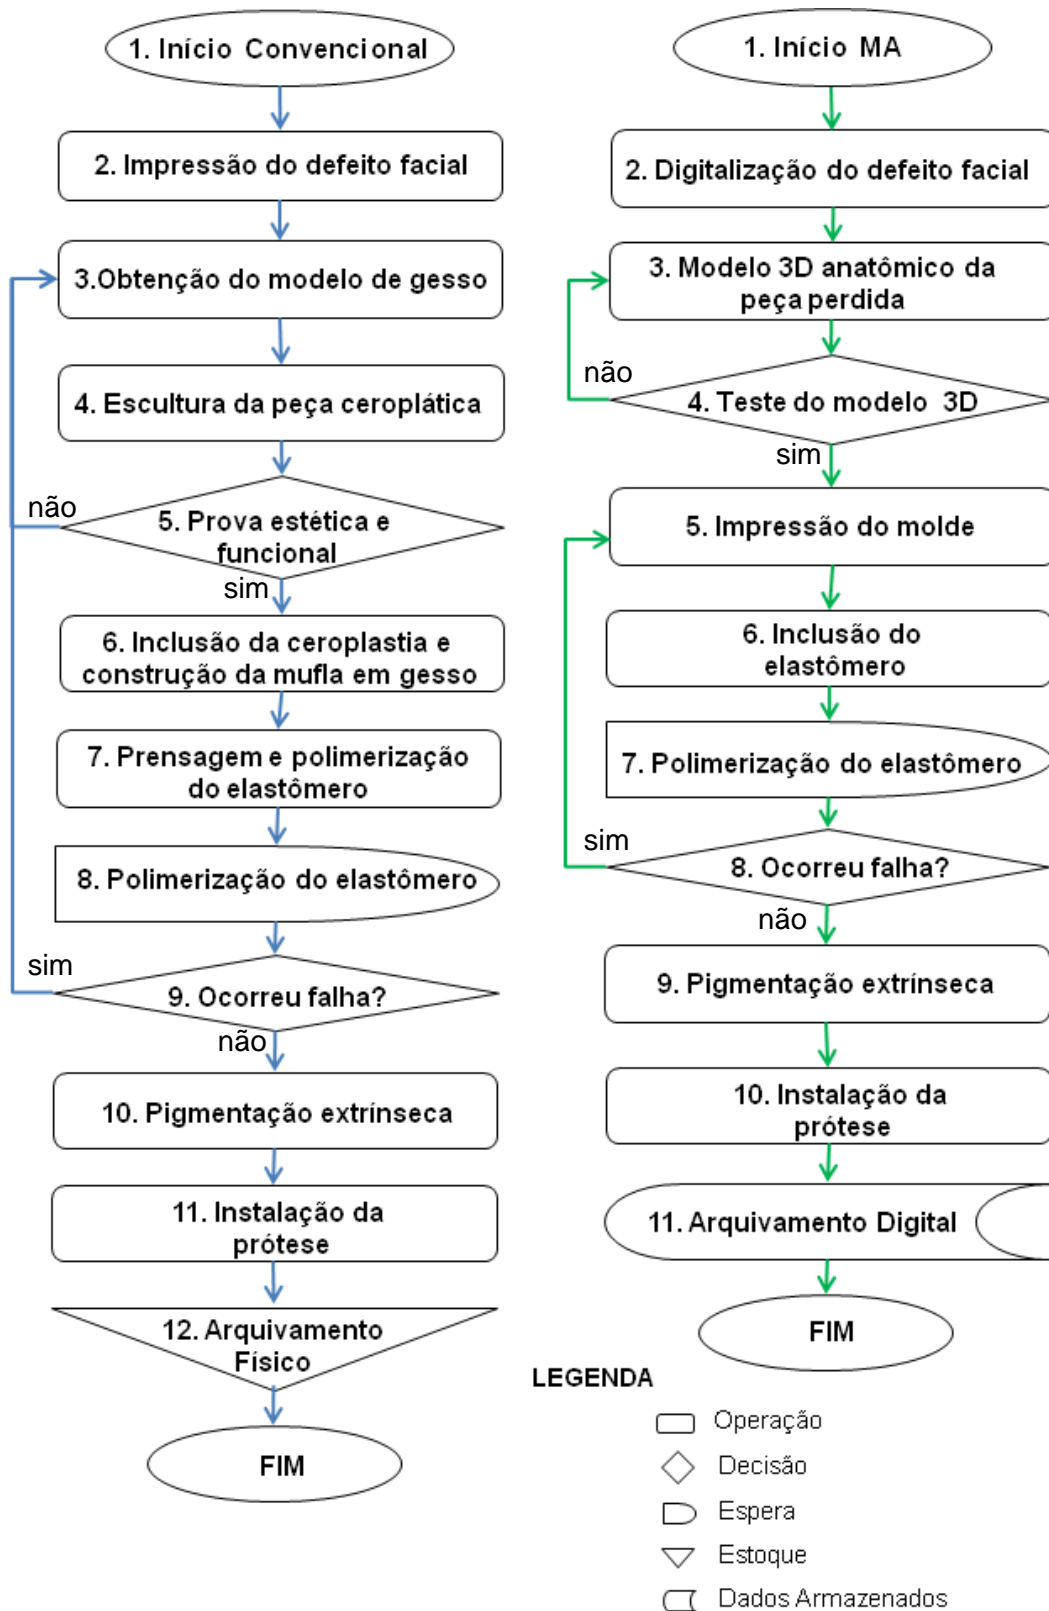 1. Início Convencional
2. Impressão do defeito facial
3.Obtenção do modelo de gesso
4. Escultura da peça ceroplática
não
5. Prova estética e
funcional
sim
6. Inclusão da ceroplastia e
construção da mufla em gesso
7. Prensagem e polimerização
do elastômero
8. Polimerização do elastômero
sim
9. Ocorreu falha?
não
10. Pigmentação extrínseca
11. Instalação da
prótese
12. Arquivamento
Físico
FIM
1. Início MA
2. Digitalização do defeito facial
3. Modelo 3D anatômico da
peça perdida
não
4. Teste do modelo 3D
sim
5. Impressão do molde
6. Inclusão do
elastômero
7. Polimerização do elastômero
sim
8. Ocorreu falha?
não
9. Pigmentação extrínseca
10. Instalação da
prótese
11. Arquivamento Digital
FIM
LEGENDA
Operação
Decisão
Espera
Estoque
Dados Armazenados